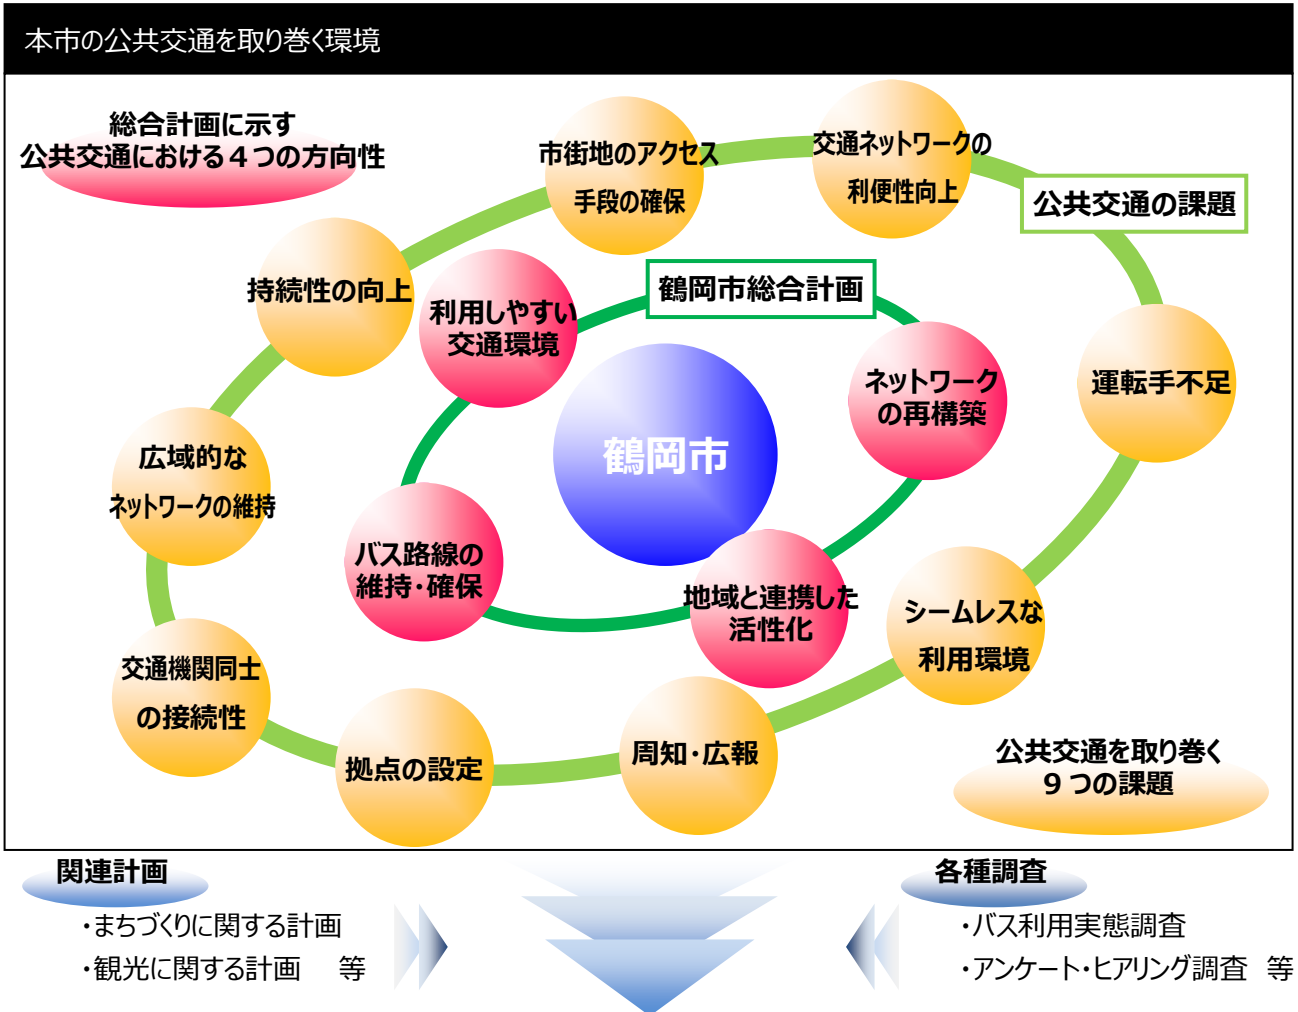 本市の公共交通を取り巻く環境
総合計画に示す
公共交通における４つの方向性
市街地のアクセス
手段の確保
交通ネットワークの
利便性向上
公共交通の課題
持続性の向上
利用しやすい
交通環境
鶴岡市総合計画
ネットワーク
の再構築
運転手不足
鶴岡市
広域的な
ネットワークの維持
バス路線の
維持・確保
地域と連携した
活性化
シームレスな
利用環境
交通機関同士
の接続性
拠点の設定
周知・広報
公共交通を取り巻く
９つの課題
関連計画
・まちづくりに関する計画
・観光に関する計画　等
各種調査
・バス利用実態調査
・アンケート・ヒアリング調査　等